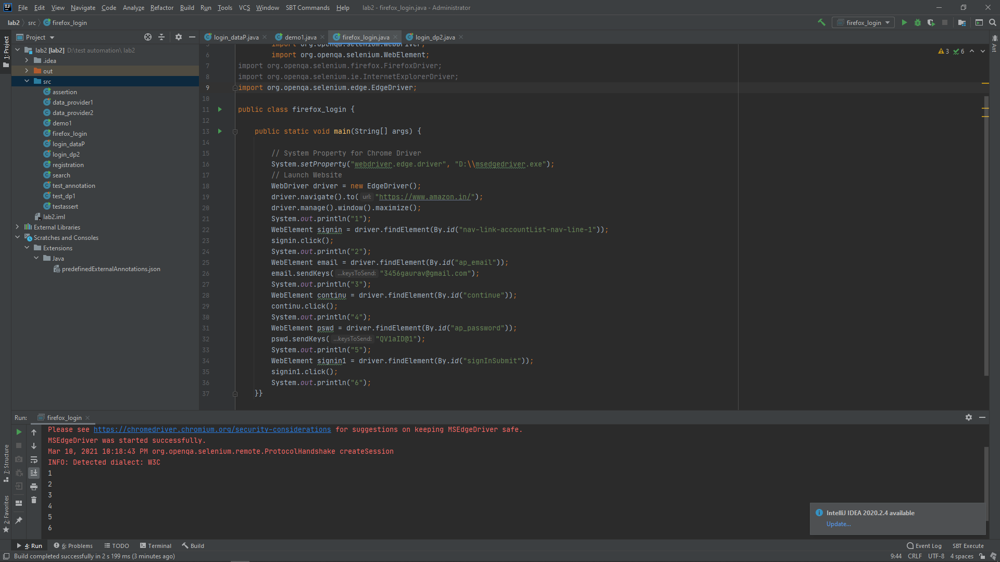 File Edit View Navigate Code Analyze Refactor Build Run Tools VCS Window SBT Commands Help lab2 - firefox_login.java - Administrator
lab2 src firefox_login
firefox_login
Project
login_dataP.java demo1.java firefox_login.java login_dp2.java
1: Project
lab2 [lab2] D:\test automation\ lab2
.idea
out
src
assertion
data_provider1
data_provider2
demo1
firefox_login
login_dataP
login_dp2
registration
search
test_annotation
test_dp1
testassert
lab2.iml
External Libraries
Scratches and Consoles
Extensions
Java
predefinedExternalAnnotations.json
3 6
Ant
5 import org.openqa.selenium.WebDriver;
6 import org.openqa.selenium.WebElement;
7 import org.openqa.selenium.firefox.FirefoxDriver;
8 import org.openqa.selenium.ie.InternetExplorerDriver;
9 import org.openqa.selenium.edge.EdgeDriver;
10
11 public class firefox_login {
12
13 public static void main(String[] args) {
14
15 // System Property for Chrome Driver
16 System.setProperty("webdriver.edge.driver", "D:\\msedgedriver.exe");
17 // Launch Website
18 WebDriver driver = new EdgeDriver();
19 driver.navigate().to( url: "https://www.amazon.in/");
20 driver.manage().window().maximize();
21 System.out.println("1");
22 WebElement signin = driver.findElement(By.id("nav-link-accountList-nav-line-1"));
23 signin.click();
24 System.out.println("2");
25 WebElement email = driver.findElement(By.id("ap_email"));
26 email.sendKeys( ...keysToSend: "3456gaurav@gmail.com");
27 System.out.println("3");
28 WebElement continu = driver.findElement(By.id("continue"));
29 continu.click();
30 System.out.println("4");
31 WebElement pswd = driver.findElement(By.id("ap_password"));
32 pswd.sendKeys( ...keysToSend: "QV1aID@1");
33 System.out.println("5");
34 WebElement signin1 = driver.findElement(By.id("signInSubmit"));
35 signin1.click();
36 System.out.println("6");
37 }}
Run: firefox_login
Please see https://chromedriver.chromium.org/security-considerations for suggestions on keeping MSEdgeDriver safe.
MSEdgeDriver was started successfully.
Mar 10, 2021 10:18:43 PM org.openqa.selenium.remote.ProtocolHandshake createSession
INFO: Detected dialect: W3C
1
2
3
4
5
6
7: Structure
2: Favorites
IntelliJ IDEA 2020.2.4 available
Update...
4: Run 6: Problems TODO Terminal Build Event Log SBT Execute
Build completed successfully in 2 s 199 ms (3 minutes ago) 9:44 CRLF UTF-8 4 spaces